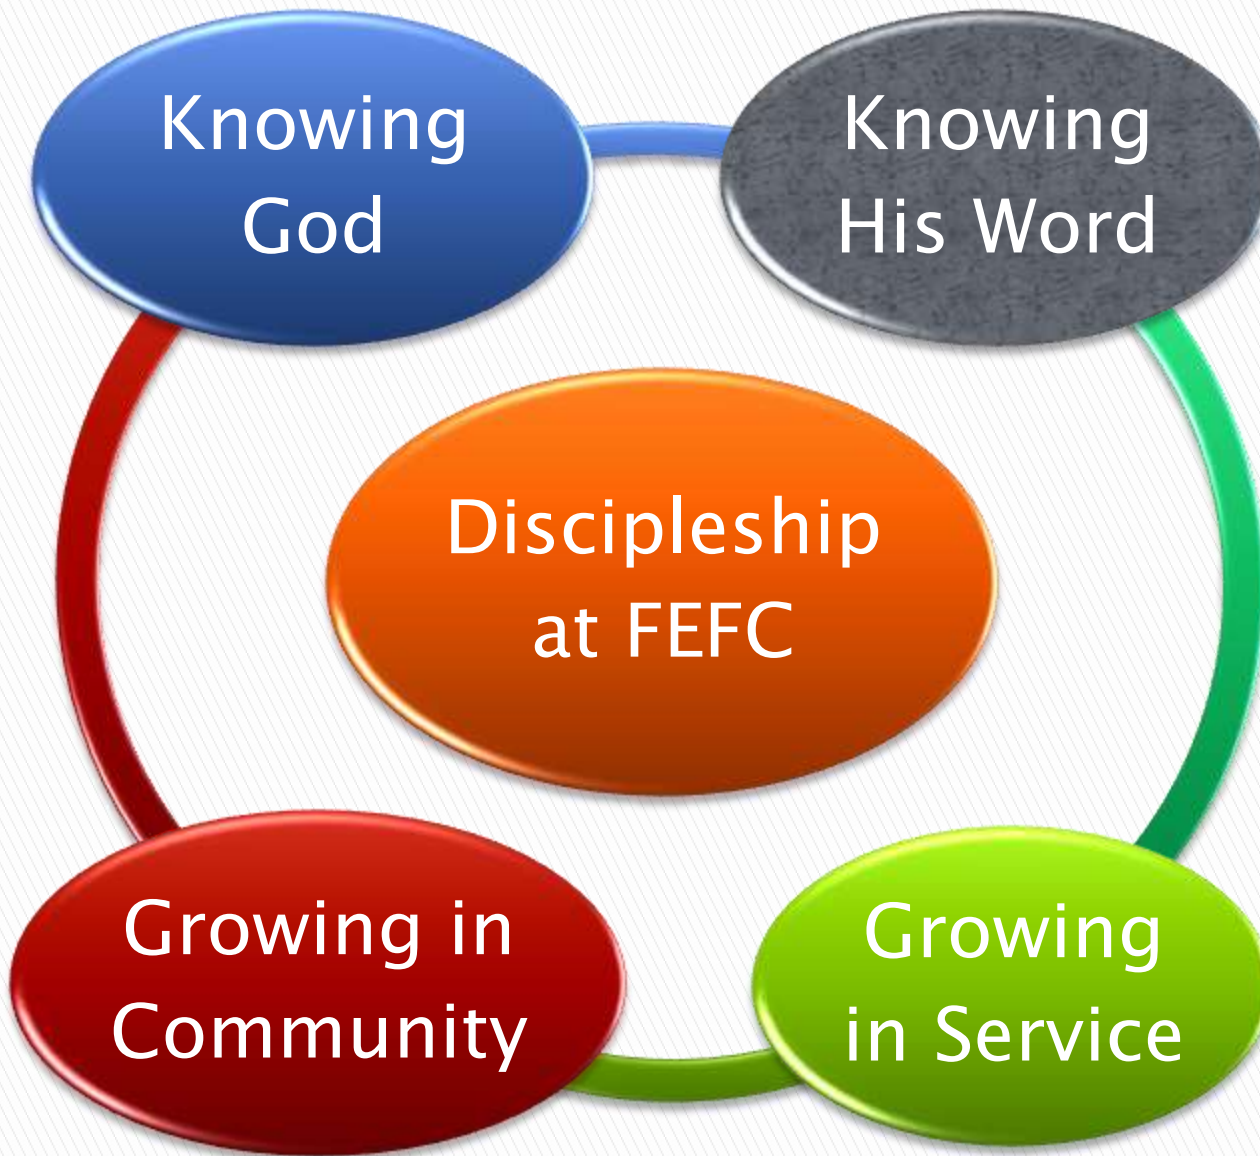 Knowing
God
Knowing
His Word
Discipleship
at FEFC
Growing in
Community
Growing
in Service